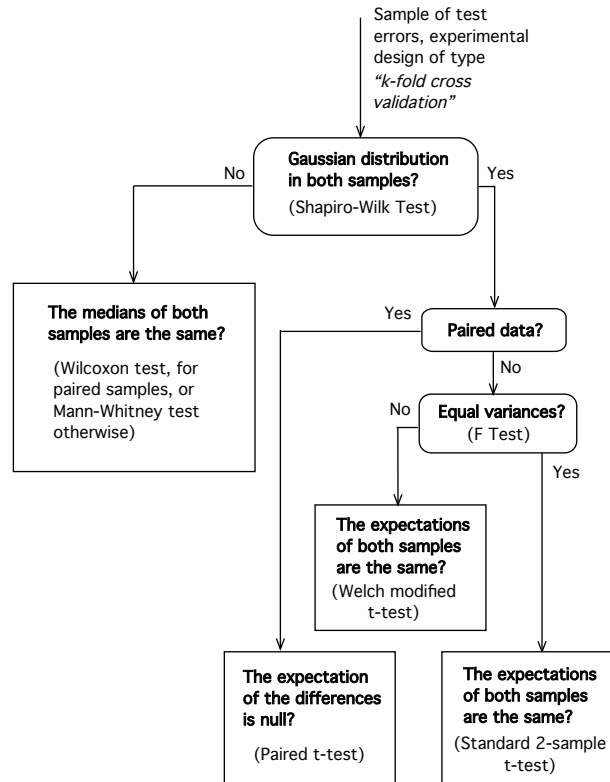 Sample of test
errors, experimental
design of type
“k-fold cross
validation”
Gaussian distribution
in both samples?
(Shapiro-Wilk Test)
No
Yes
The medians of both
samples are the same?
(Wilcoxon test, for
paired samples, or
Mann-Whitney test
otherwise)
Yes
Paired data?
No
No
Equal variances?
(F Test)
Yes
The expectations
of both samples
are the same?
(Welch modified
t-test)
The expectation
of the differences
is null?
(Paired t-test)
The expectations
of both samples
are the same?
(Standard 2-sample
t-test)